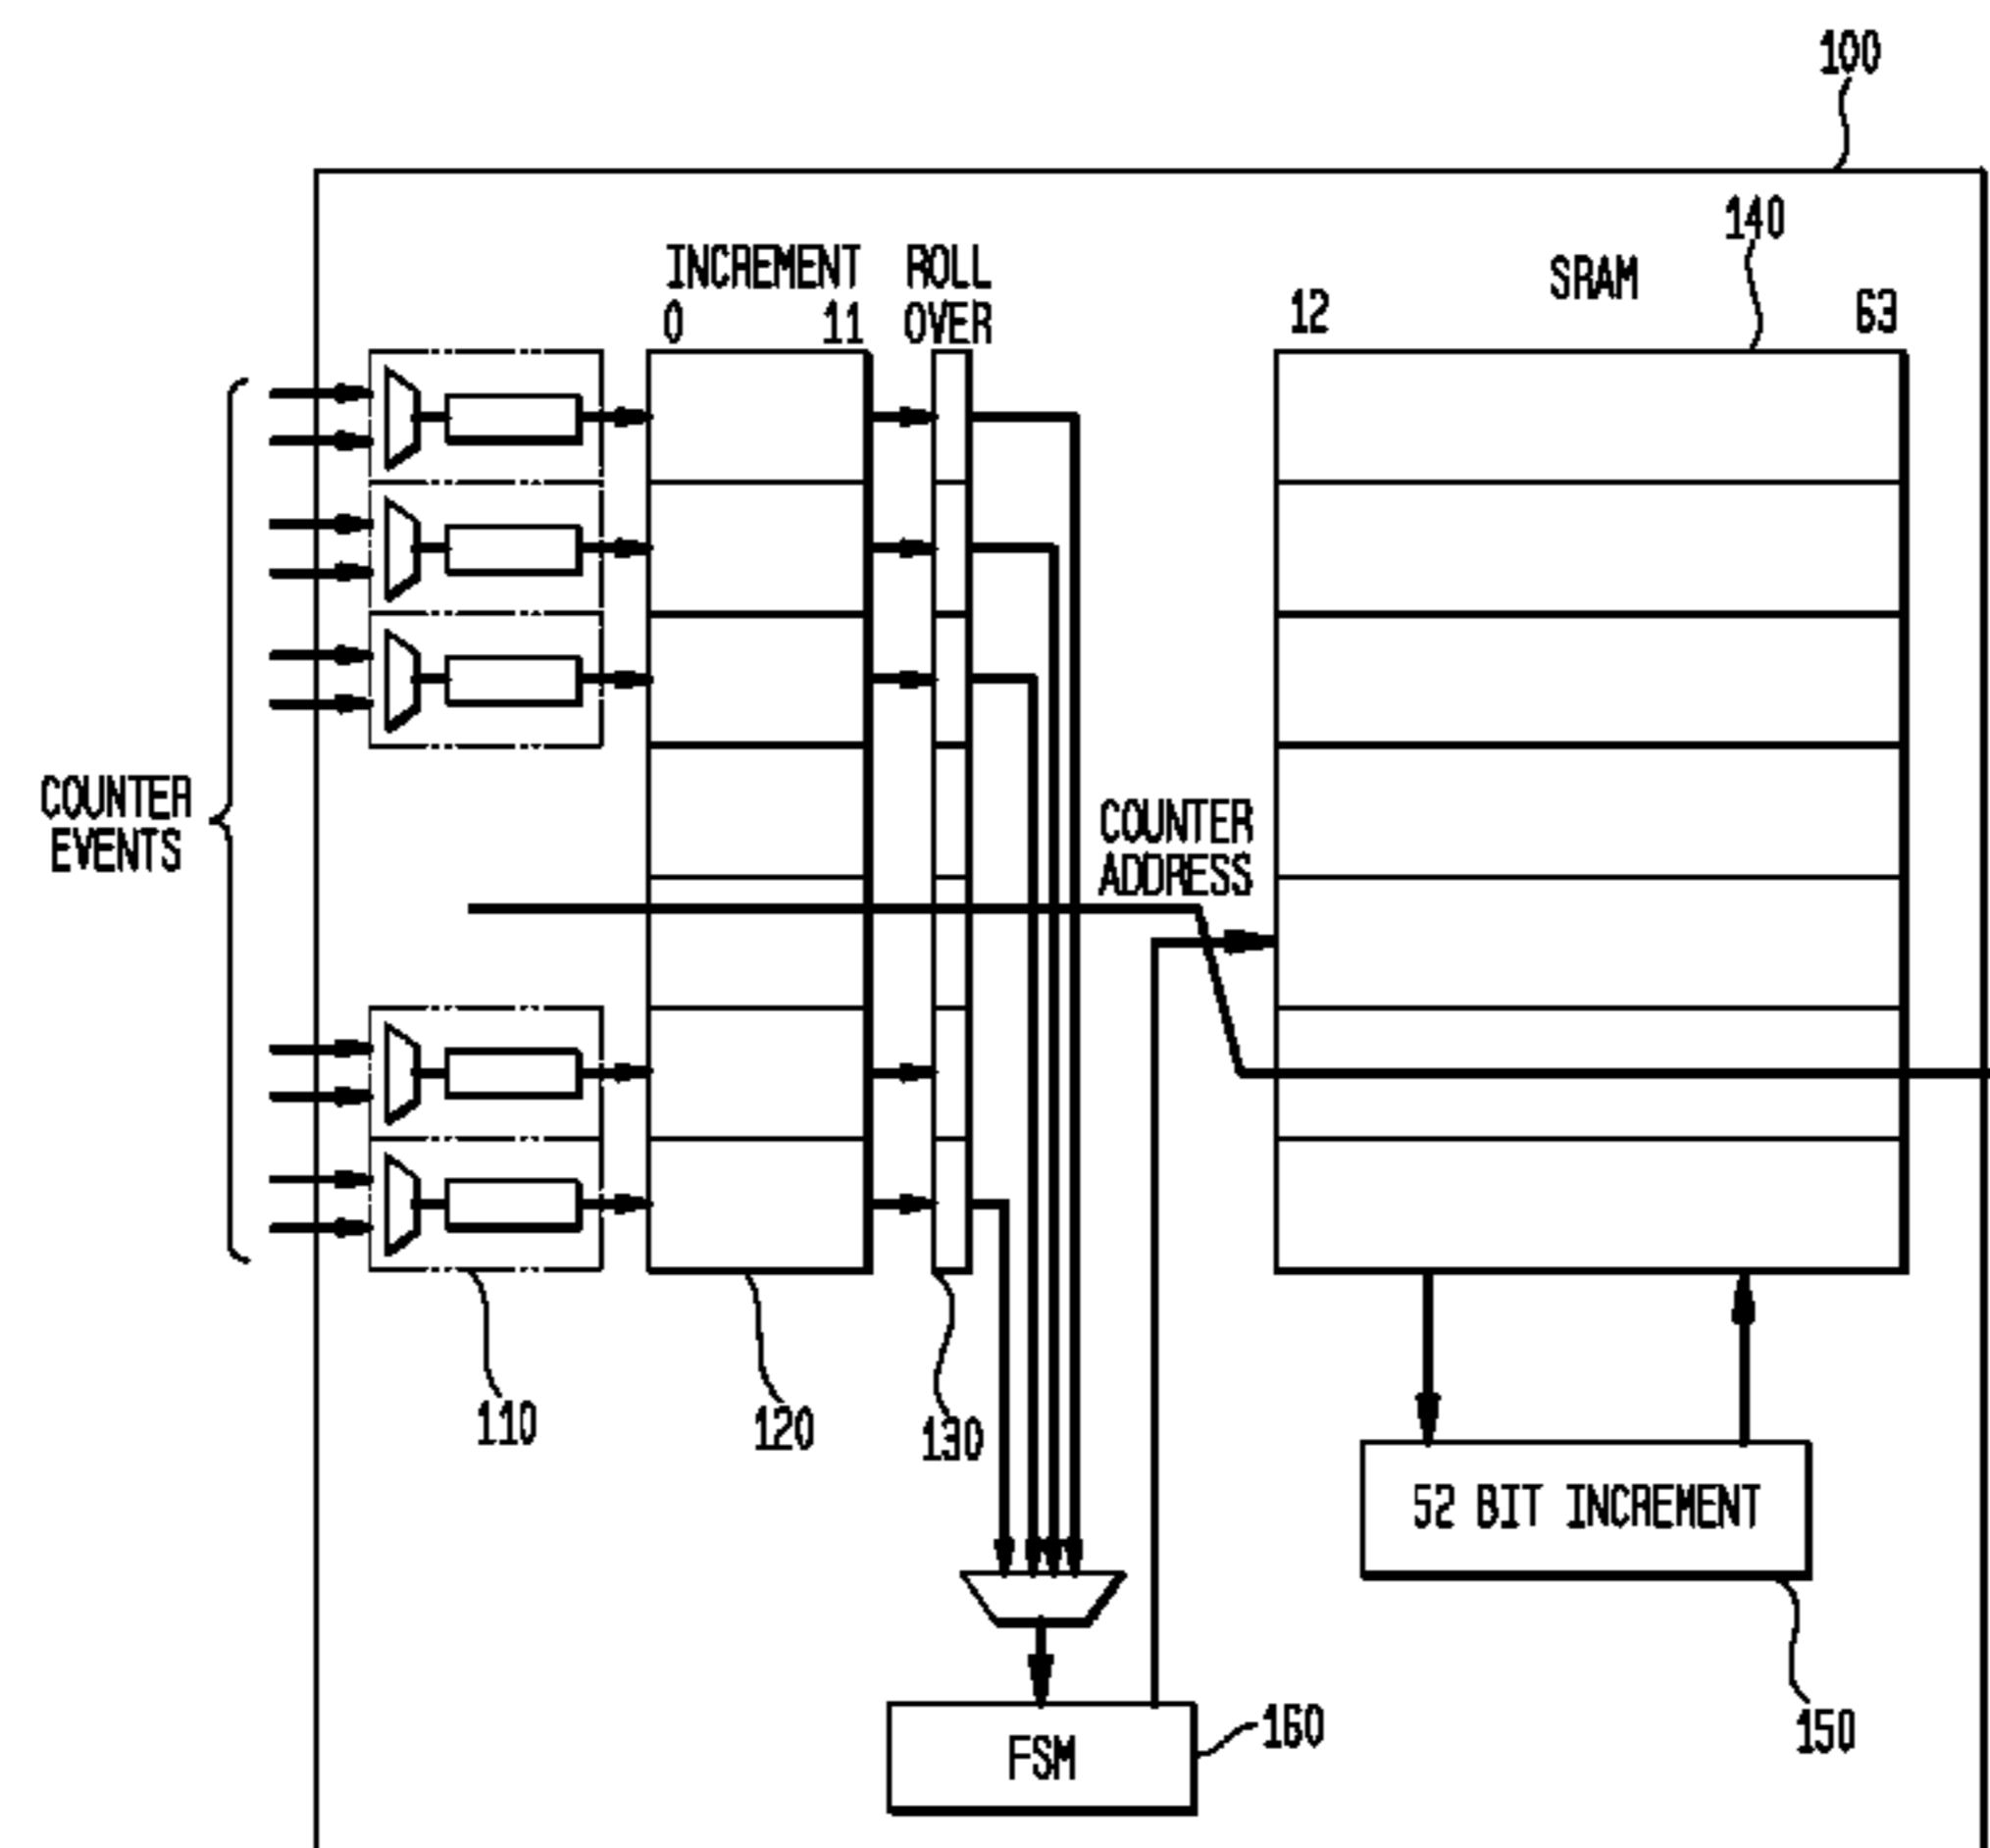 100
140
INCREMENT
0 11
ROLL
OVER
SRAM
12 63
COUNTER
EVENTS
COUNTER
ADDRESS
110
120
130
52 BIT INCREMENT
150
FSM
160